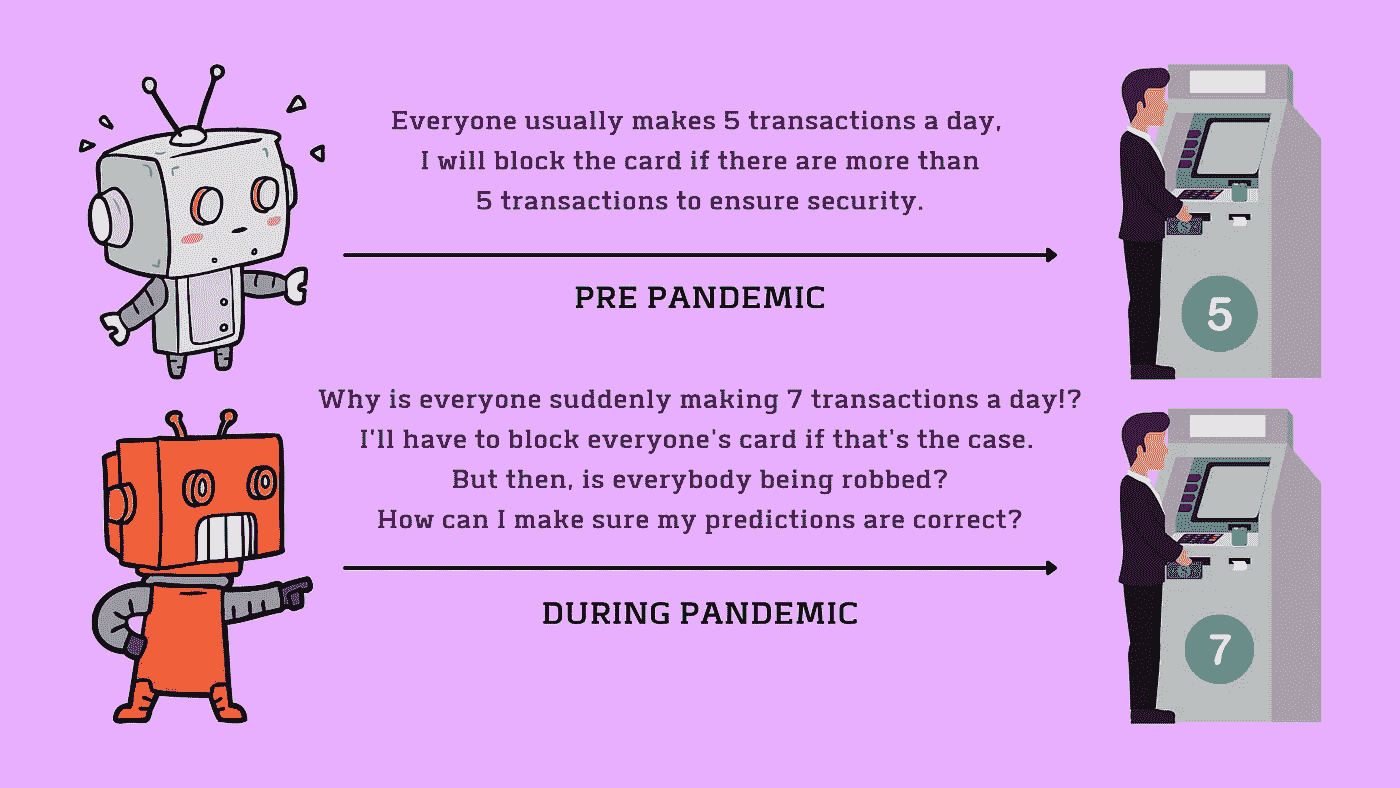 Everyone usually makes 5 transactions a day,
I will block the card if there are more than
5 transactions to ensure security.
PRE PANDEMIC
5
Why is everyone suddenly making 7 transactions a day!?
I'll have to block everyone's card if that's the case.
But then, is everybody being robbed?
How can I make sure my predictions are correct?
DURING PANDEMIC
7